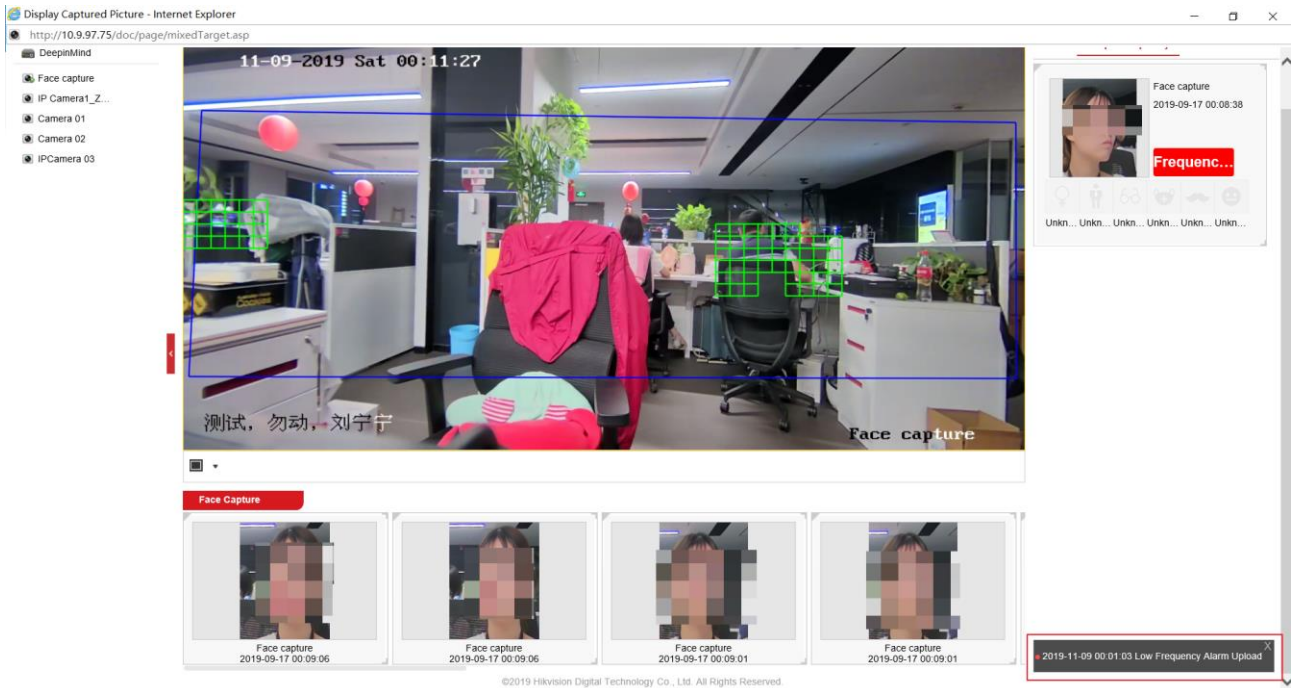 Display Captured Picture - Internet Explorer
http://10.9.97.75/doc/page/mixedTarget.asp
DeepinMind
Face capture
IP Camera1_Z...
Camera 01
Camera 02
IPCamera 03
11-09-2019 Sat 00:11:27
测试，勿动，刘宁宁
Face capture
Face capture
2019-09-17 00:08:38
Frequenc...
Unkn... Unkn... Unkn... Unkn... Unkn... Unkn...
Face Capture
Face capture
2019-09-17 00:09:06
Face capture
2019-09-17 00:09:06
Face capture
2019-09-17 00:09:01
Face capture
2019-09-17 00:09:01
2019-11-09 00:01:03 Low Frequency Alarm Upload
X
©2019 Hikvision Digital Technology Co., Ltd. All Rights Reserved.